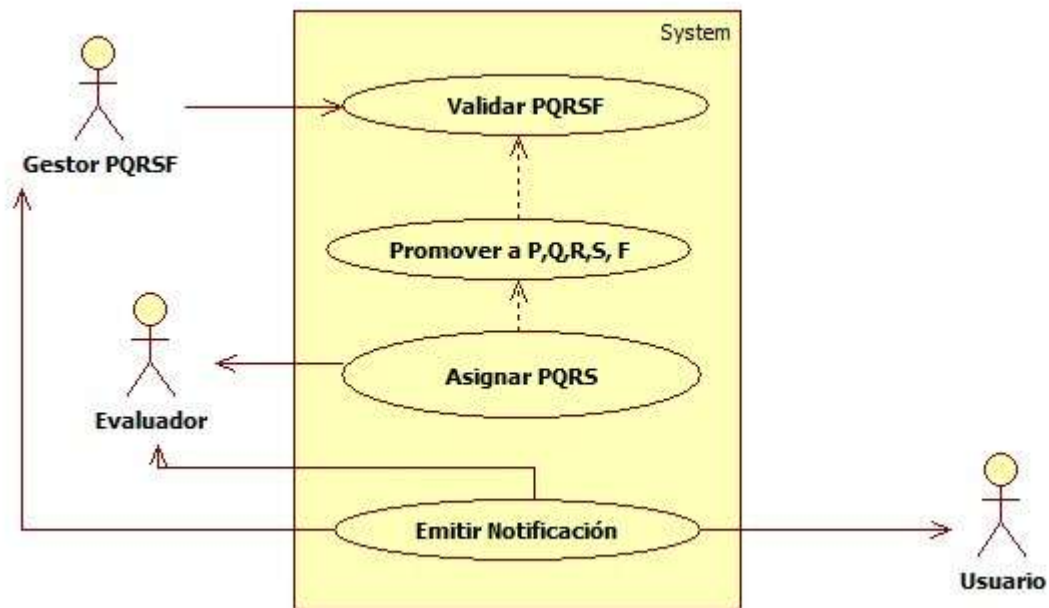 System
Validar PQRSF
Gestor PQRSF
Promover a P,Q,R,S, F
Asignar PQRS
Evaluador
Emitir Notificación
Usuario